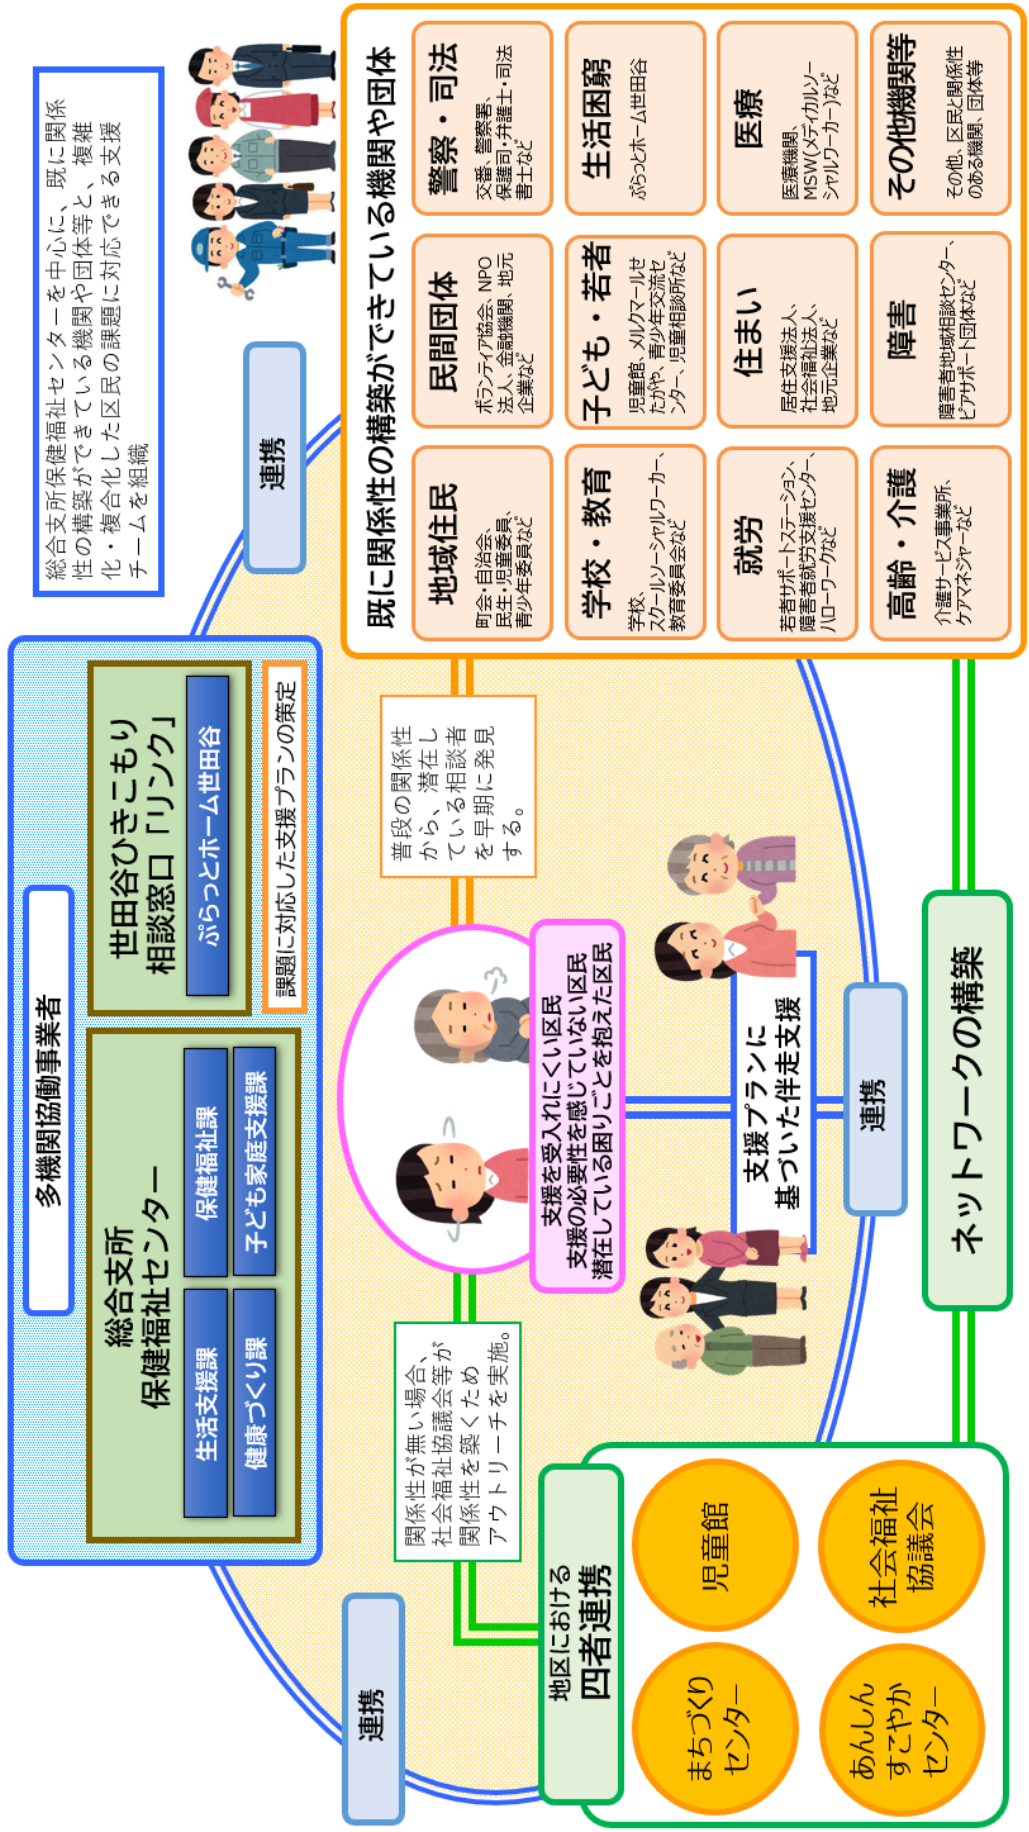 多機関協働事業者
総合支所
保健福祉センター
生活支援課
保健福祉課
健康づくり課
子ども家庭支援課
世田谷ひきこもり
相談窓口「リンク」
ぷらっとホーム世田谷
課題に対応した支援プランの策定
総合支所保健福祉センターを中心に、既に関係
性の構築ができている機関や団体等と、複雑
化・複合化した区民の課題に対応できる支援
チームを組織
連携
連携
関係性が無い場合、
社会福祉協議会等が
関係性を築くため
アウトリーチを実施。
支援を受入れにくい区民
支援の必要性を感じていない区民
潜在している困りごとを抱えた区民
普段の関係性
から、潜在し
ている相談者
を早期に発見
する。
既に関係性の構築ができている機関や団体
地域住民
町会・自治会、
民生・児童委員、
青少年委員など
民間団体
ボランティア協会、NPO
法人、金融機関、地元
企業など
警察・司法
交番、警察署、
保護司・弁護士・司法
書士など
学校・教育
学校、
スクールソーシャルワーカー、
教育委員会など
子ども・若者
児童館、メルクマールせ
たがや、青少年交流セ
ンター、児童相談所など
生活困窮
ぷらっとホーム世田谷
就労
若者サポートステーション、
障害者就労支援センター、
ハローワークなど
住まい
居住支援法人、
社会福祉法人、
地元企業など
医療
医療機関、
MSW(メディカルソー
シャルワーカー)など
高齢・介護
介護サービス事業所、
ケアマネジャーなど
障害
障害者地域相談センター、
ピアサポート団体など
その他機関等
その他、区民と関係性
のある機関、団体等
地区における
四者連携
まちづくり
センター
児童館
あんしん
すこやか
センター
社会福祉
協議会
支援プランに
基づいた伴走支援
連携
ネットワークの構築